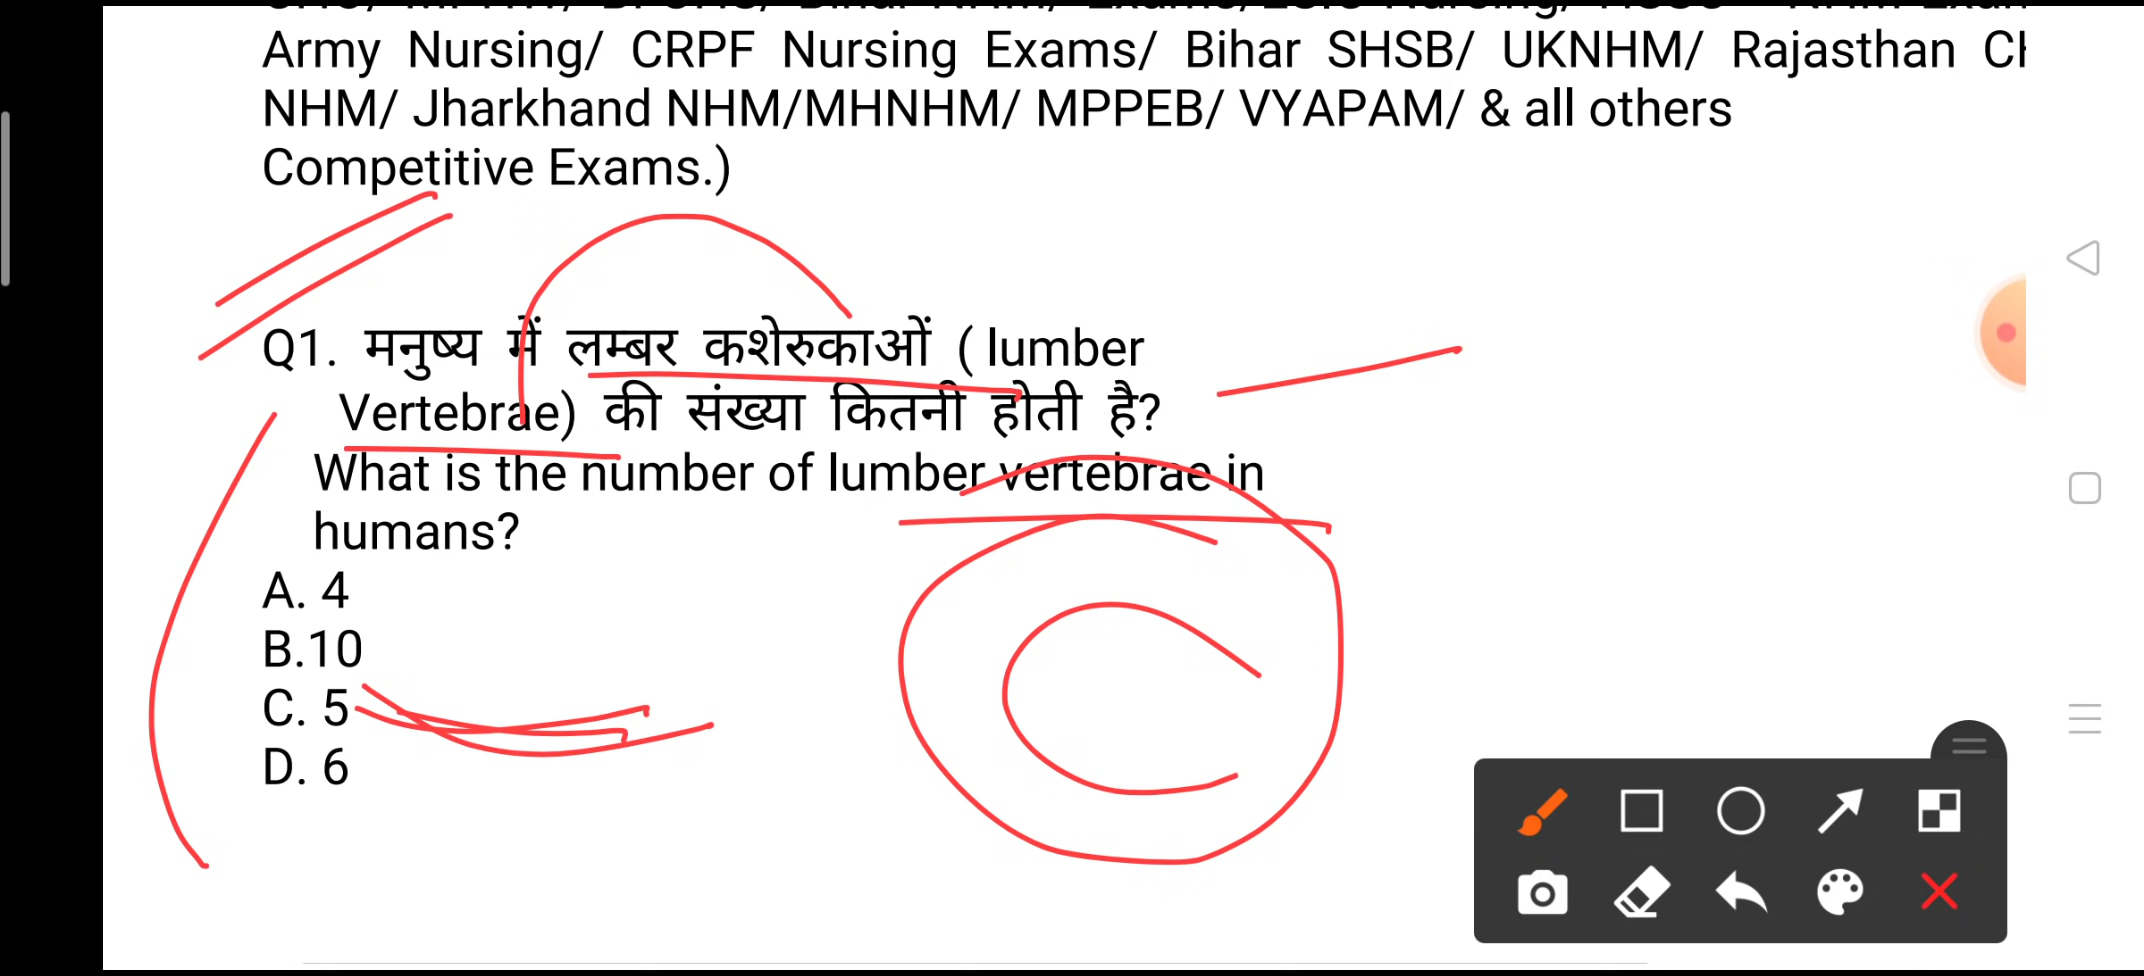 Army Nursing/ CRPF Nursing Exams/ Bihar SHSB/ UKNHM/ Rajasthan
NHM/ Jharkhand NHM/MHNHM/ MPPEB/ VYAPAM/ & all others
Competitive Exams.)
Q1. मनुष्य में लम्बर कशेरुकाओं ( lumber
Vertebrae) की संख्या कितनी होती है?
What is the number of lumber vertebrae in
humans?
A. 4
B.10
C. 5
D. 6
C